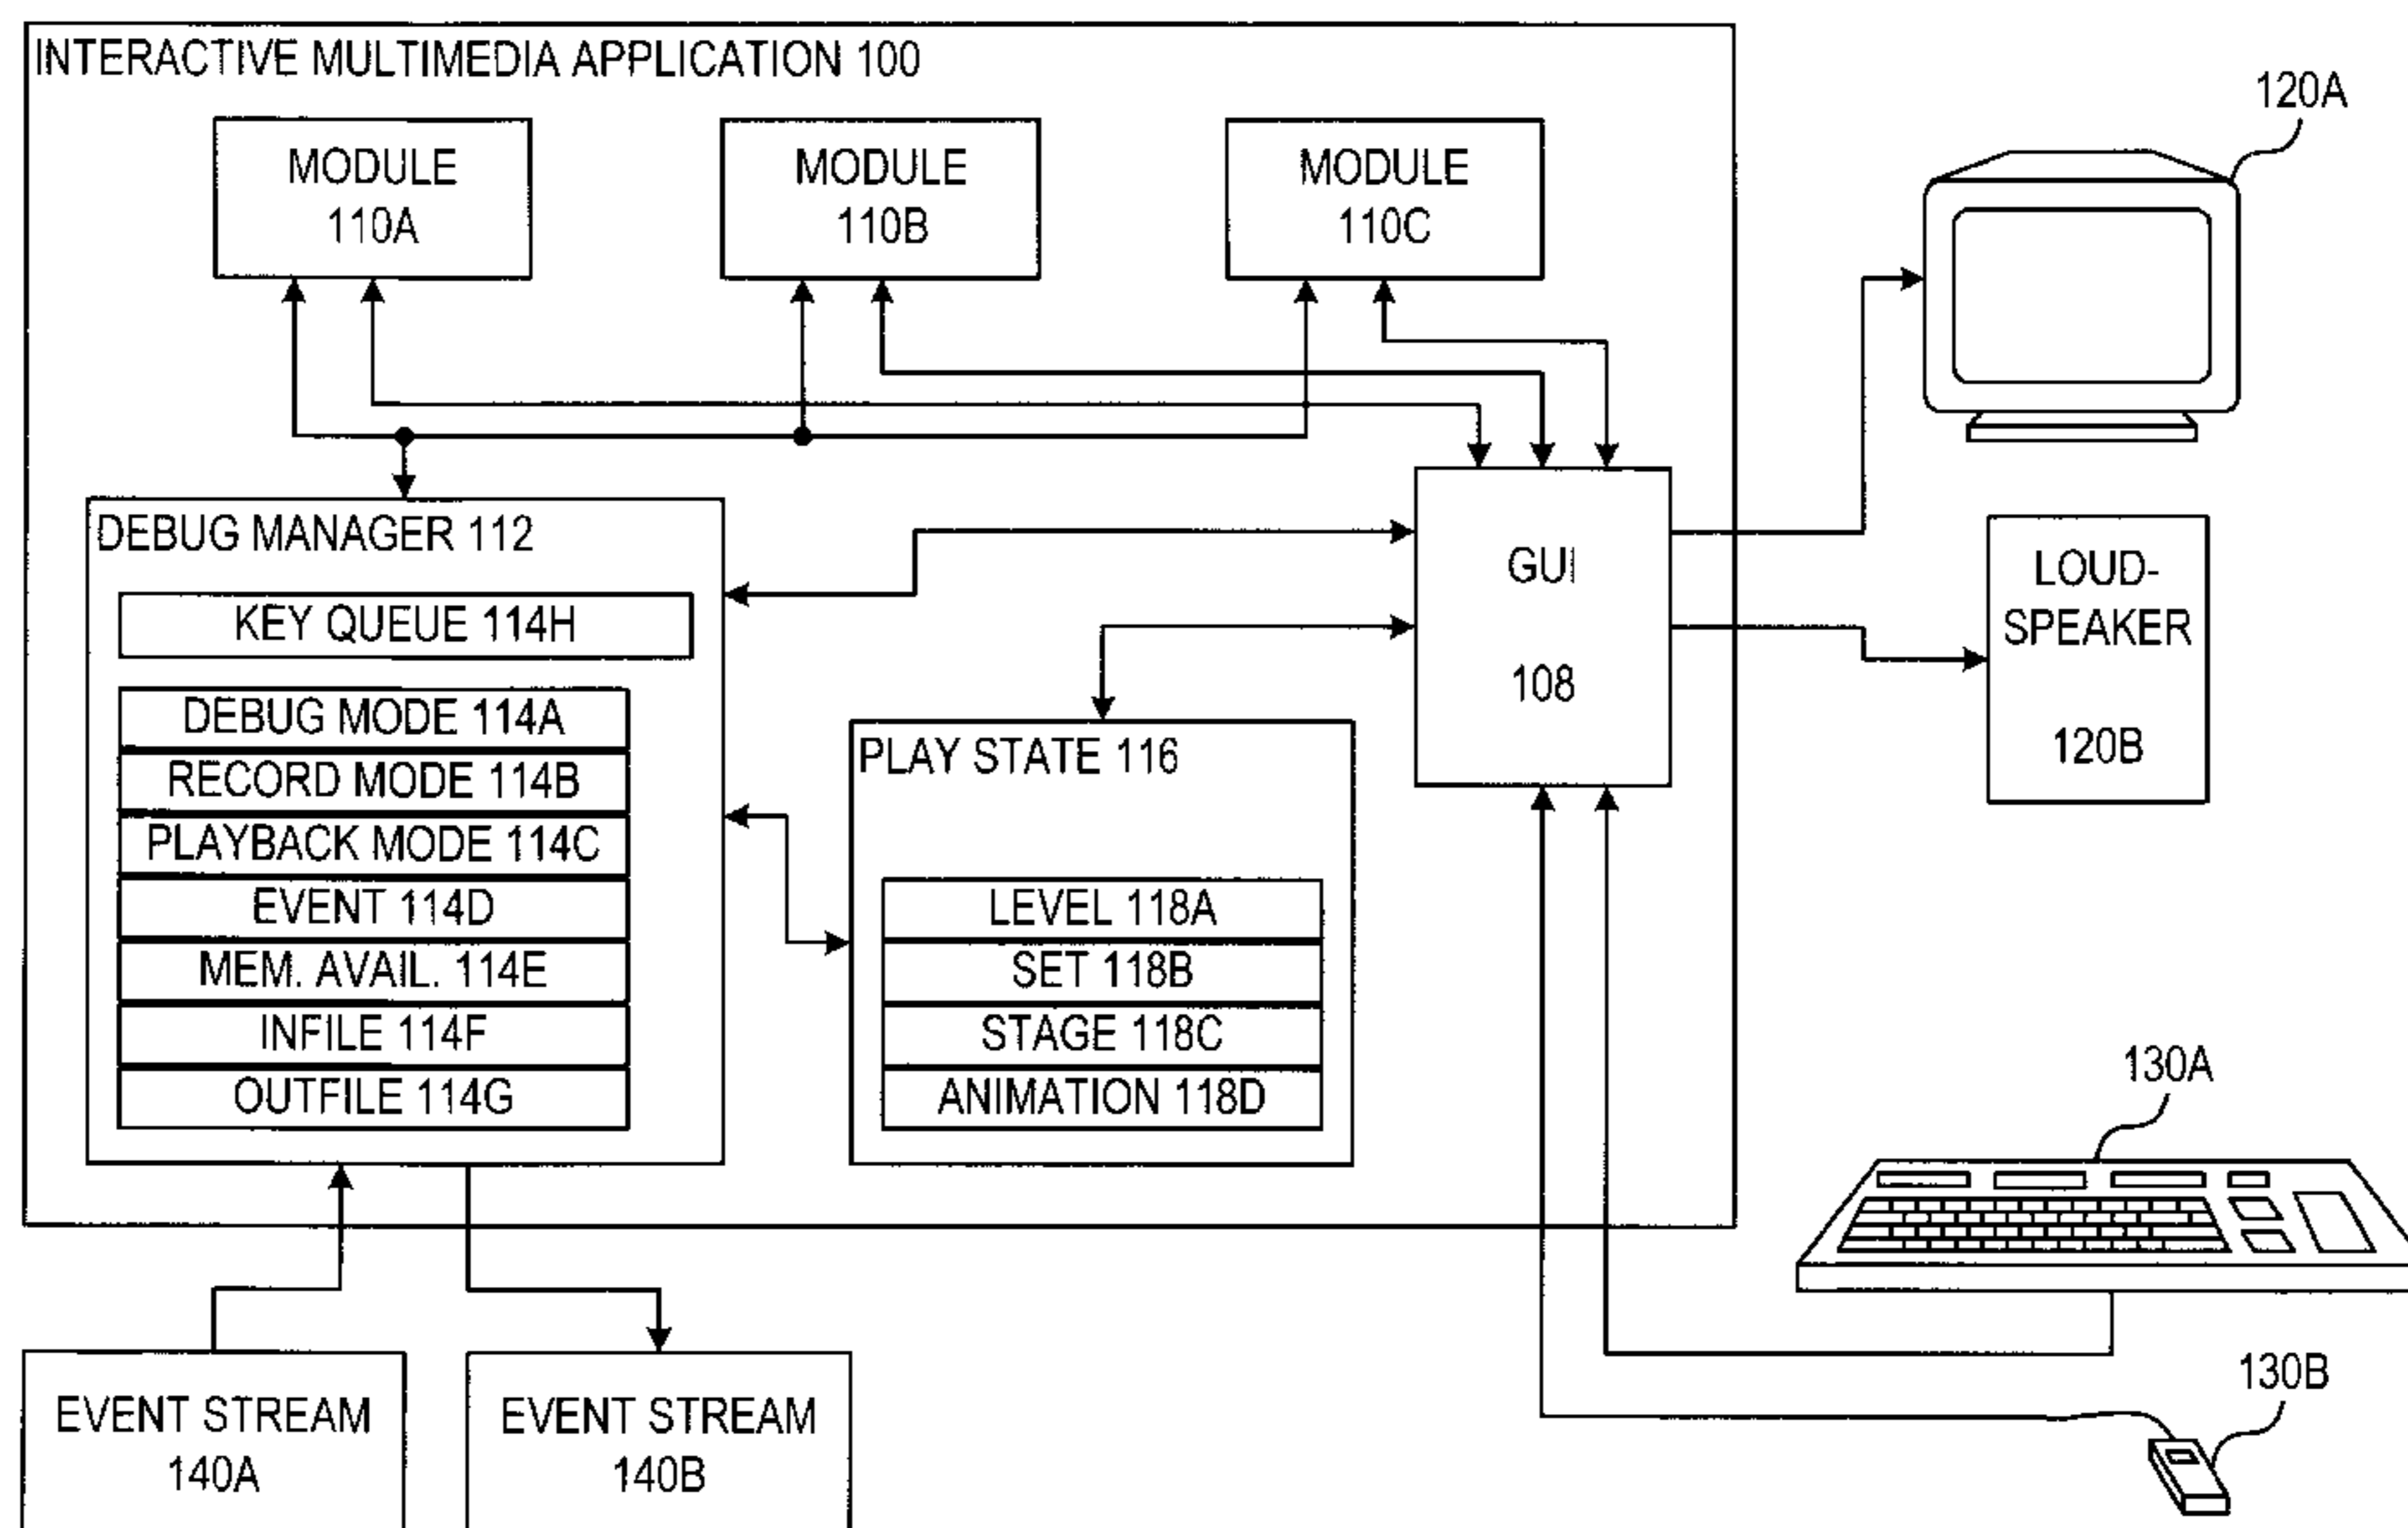 INTERACTIVE MULTIMEDIA APPLICATION 100
MODULE
110A
MODULE
110B
MODULE
110C
120A
DEBUG MANAGER 112
KEY QUEUE 114H
DEBUG MODE 114A
RECORD MODE 114B
PLAYBACK MODE 114C
EVENT 114D
MEM. AVAIL. 114E
INFILE 114F
OUTFILE 114G
PLAY STATE 116
LEVEL 118A
SET 118B
STAGE 118C
ANIMATION 118D
GUI
108
LOUD-
SPEAKER
120B
130A
130B
EVENT STREAM
140A
EVENT STREAM
140B